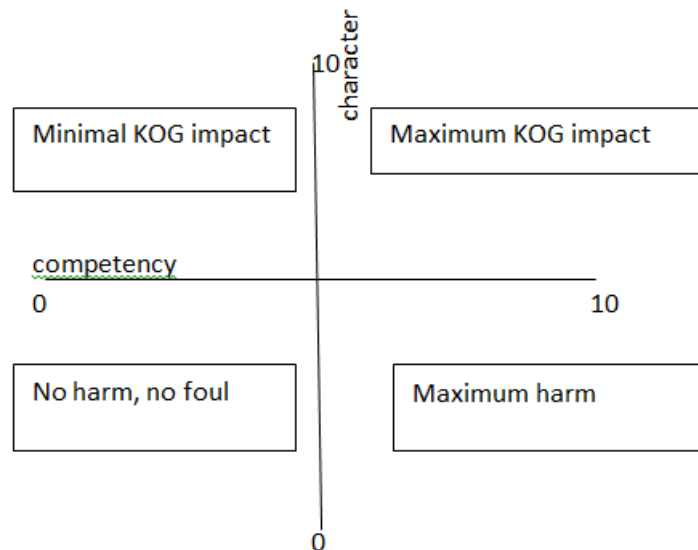 10
character
Minimal KOG impact
Maximum KOG impact
competency
0
10
No harm, no foul
Maximum harm
0